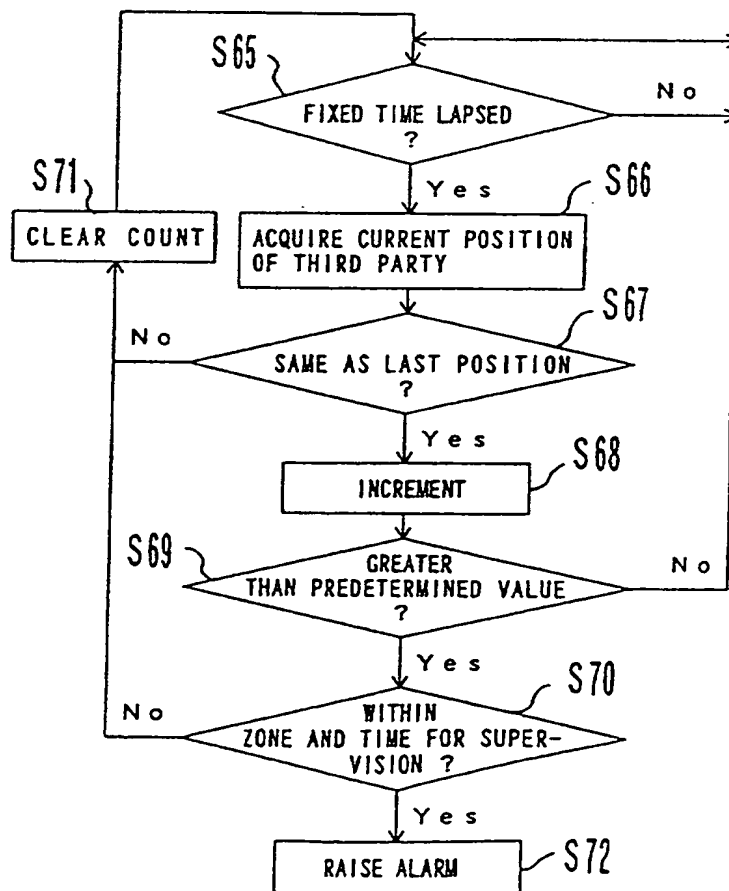 S65
FIXED TIME LAPSED
?
No
Yes
S71
CLEAR COUNT
S66
ACQUIRE CURRENT POSITION
OF THIRD PARTY
S67
No
SAME AS LAST POSITION
?
Yes
S68
INCREMENT
S69
GREATER
THAN PREDETERMINED VALUE
?
No
Yes
S70
No
WITHIN
ZONE AND TIME FOR SUPER-
VISION ?
Yes
S72
RAISE ALARM